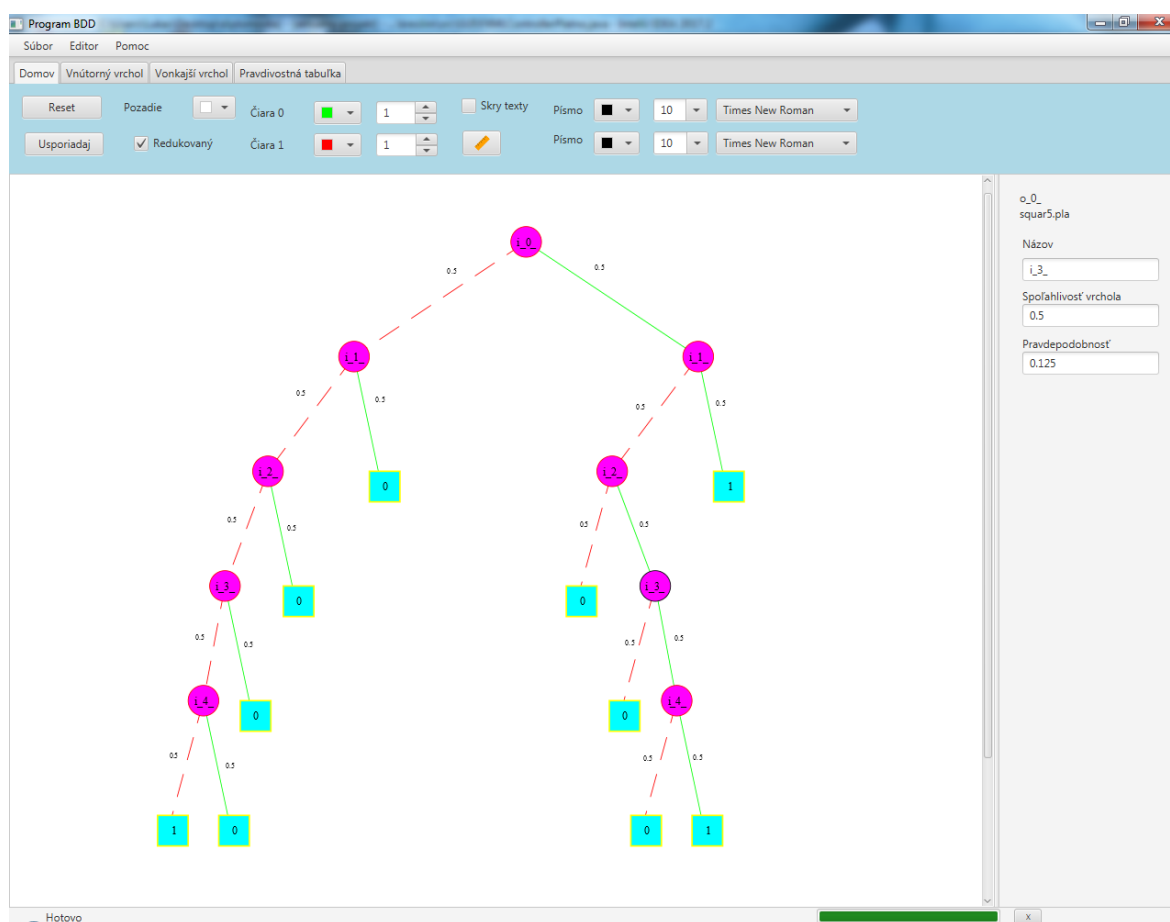 Program BDD
Súbor Editor Pomoc
Domov Vnútorný vrchol Vonkajší vrchol Pravdivostná tabuľka
Reset Pozadie Čiara 0 1 Skry texty Písmo 10 Times New Roman
Usporiadaj Redukovaný Čiara 1 1 Písmo 10 Times New Roman
o_0_
squar5.pla
Názov
i_3_
Spoľahlivosť vrchola
0.5
Pravdepodobnosť
0.125
i_0_
0.5 0.5
i_1_ i_1_
0.5 0.5 0.5 0.5
i_2_ 0 i_2_ 1
0.5 0.5 0.5 0.5
i_3_ 0 0 i_3_
0.5 0.5 0.5 0.5
i_4_ 0 0 i_4_
0.5 0.5 0.5 0.5
1 0 0 1
Hotovo x